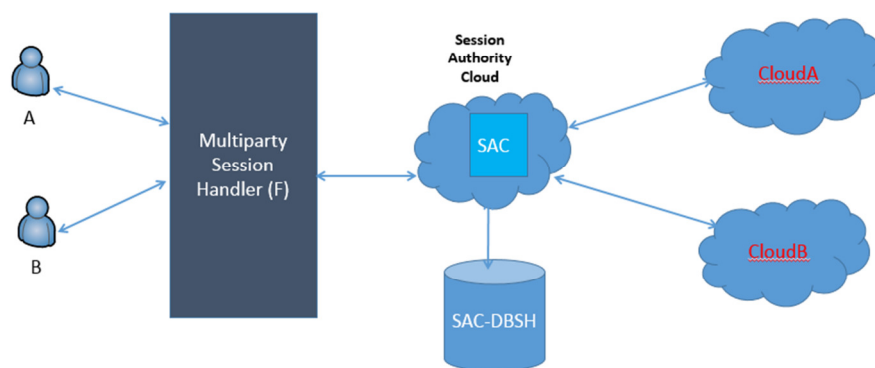 A
B
Multiparty
Session
Handler (F)
Session
Authority
Cloud
SAC
SAC-DBSH
CloudA
CloudB